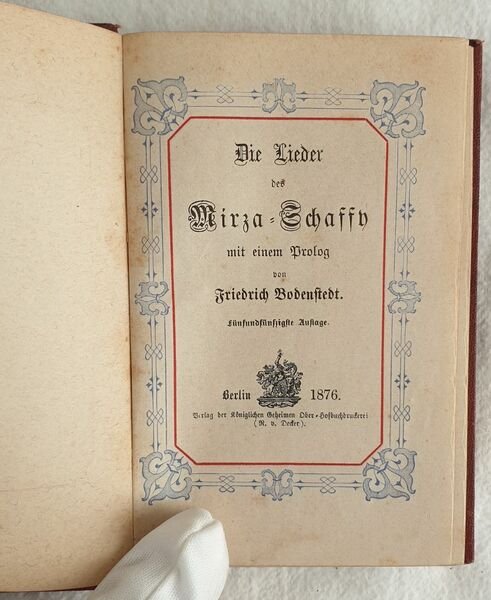 Die Lieder
des
Mirza-Schaffy
mit einem Prolog
von
Friedrich Bodenstedt.
Fünfundfünfzigste Auflage.
Berlin 1876.
Verlag der Königlichen Geheimen Ober-Hofbuchdruckerei
(R. v. Decker).